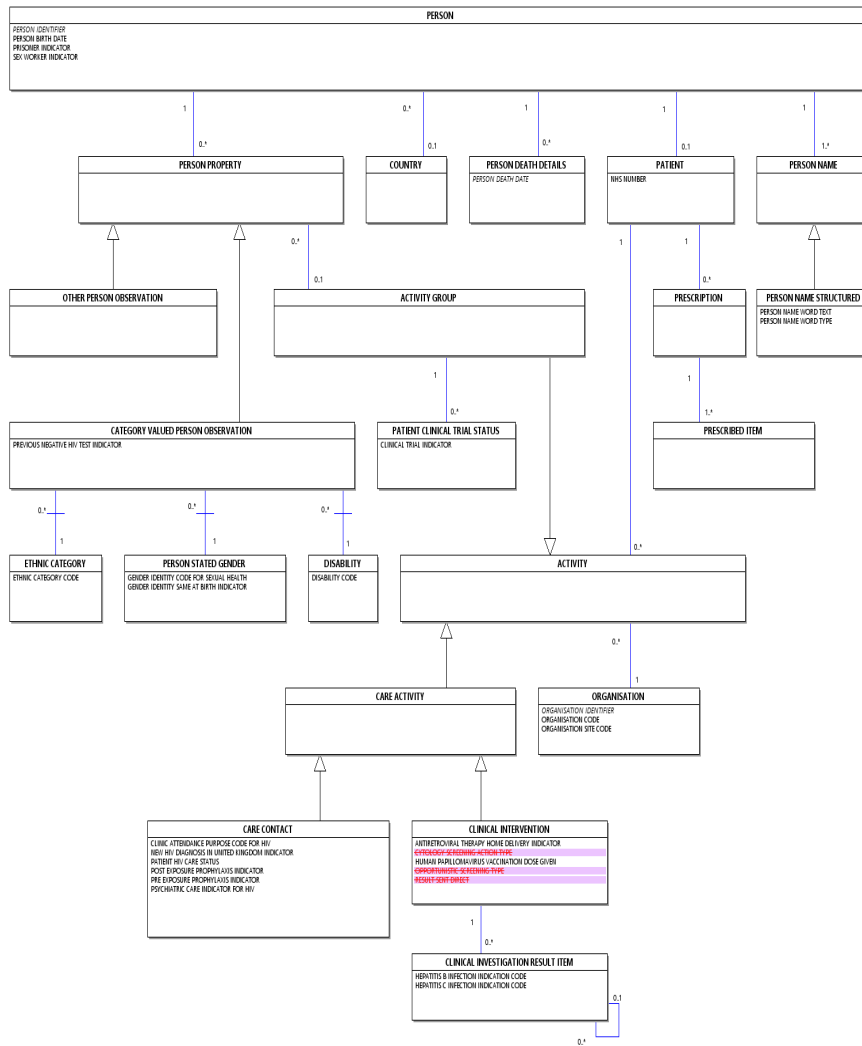 PERSON
PERSON IDENTIFIER
PERSON BIRTH DATE
PRISONER INDICATOR
SEX WORKER INDICATOR
1
0..*
1
1
1
0..*
0.1
0..*
0.1
1..*
PERSON PROPERTY
COUNTRY
PERSON DEATH DETAILS
PERSON DEATH DATE
PATIENT
NHS NUMBER
PERSON NAME
0..*
0.1
1
1
0..*
OTHER PERSON OBSERVATION
ACTIVITY GROUP
PRESCRIPTION
PERSON NAME STRUCTURED
PERSON NAME WORD TEXT
PERSON NAME WORD TYPE
1
0..*
1
1..*
CATEGORY VALUED PERSON OBSERVATION
PREVIOUS NEGATIVE HIV TEST INDICATOR
PATIENT CLINICAL TRIAL STATUS
CLINICAL TRIAL INDICATOR
PRESCRIBED ITEM
0..*
0..*
0..*
1
1
1
0..*
ETHNIC CATEGORY
ETHNIC CATEGORY CODE
PERSON STATED GENDER
GENDER IDENTITY CODE FOR SEXUAL HEALTH
GENDER IDENTITY SAME AT BIRTH INDICATOR
DISABILITY
DISABILITY CODE
ACTIVITY
0..*
1
CARE ACTIVITY
ORGANISATION
ORGANISATION IDENTIFIER
ORGANISATION CODE
ORGANISATION SITE CODE
CARE CONTACT
CLINIC ATTENDANCE PURPOSE CODE FOR HIV
NEW HIV DIAGNOSIS IN UNITED KINGDOM INDICATOR
PATIENT HIV CARE STATUS
POST EXPOSURE PROPHYLAXIS INDICATOR
PRE EXPOSURE PROPHYLAXIS INDICATOR
PSYCHIATRIC CARE INDICATOR FOR HIV
CLINICAL INTERVENTION
ANTIRETROVIRAL THERAPY HOME DELIVERY INDICATOR
CYTOLOGY SCREENING ACTION TYPE
HUMAN PAPILLOMAVIRUS VACCINATION DOSE GIVEN
OPPORTUNISTIC SCREENING TYPE
RESULT SENT DIRECT
1
0..*
CLINICAL INVESTIGATION RESULT ITEM
HEPATITIS B INFECTION INDICATION CODE
HEPATITIS C INFECTION INDICATION CODE
0.1
0..*